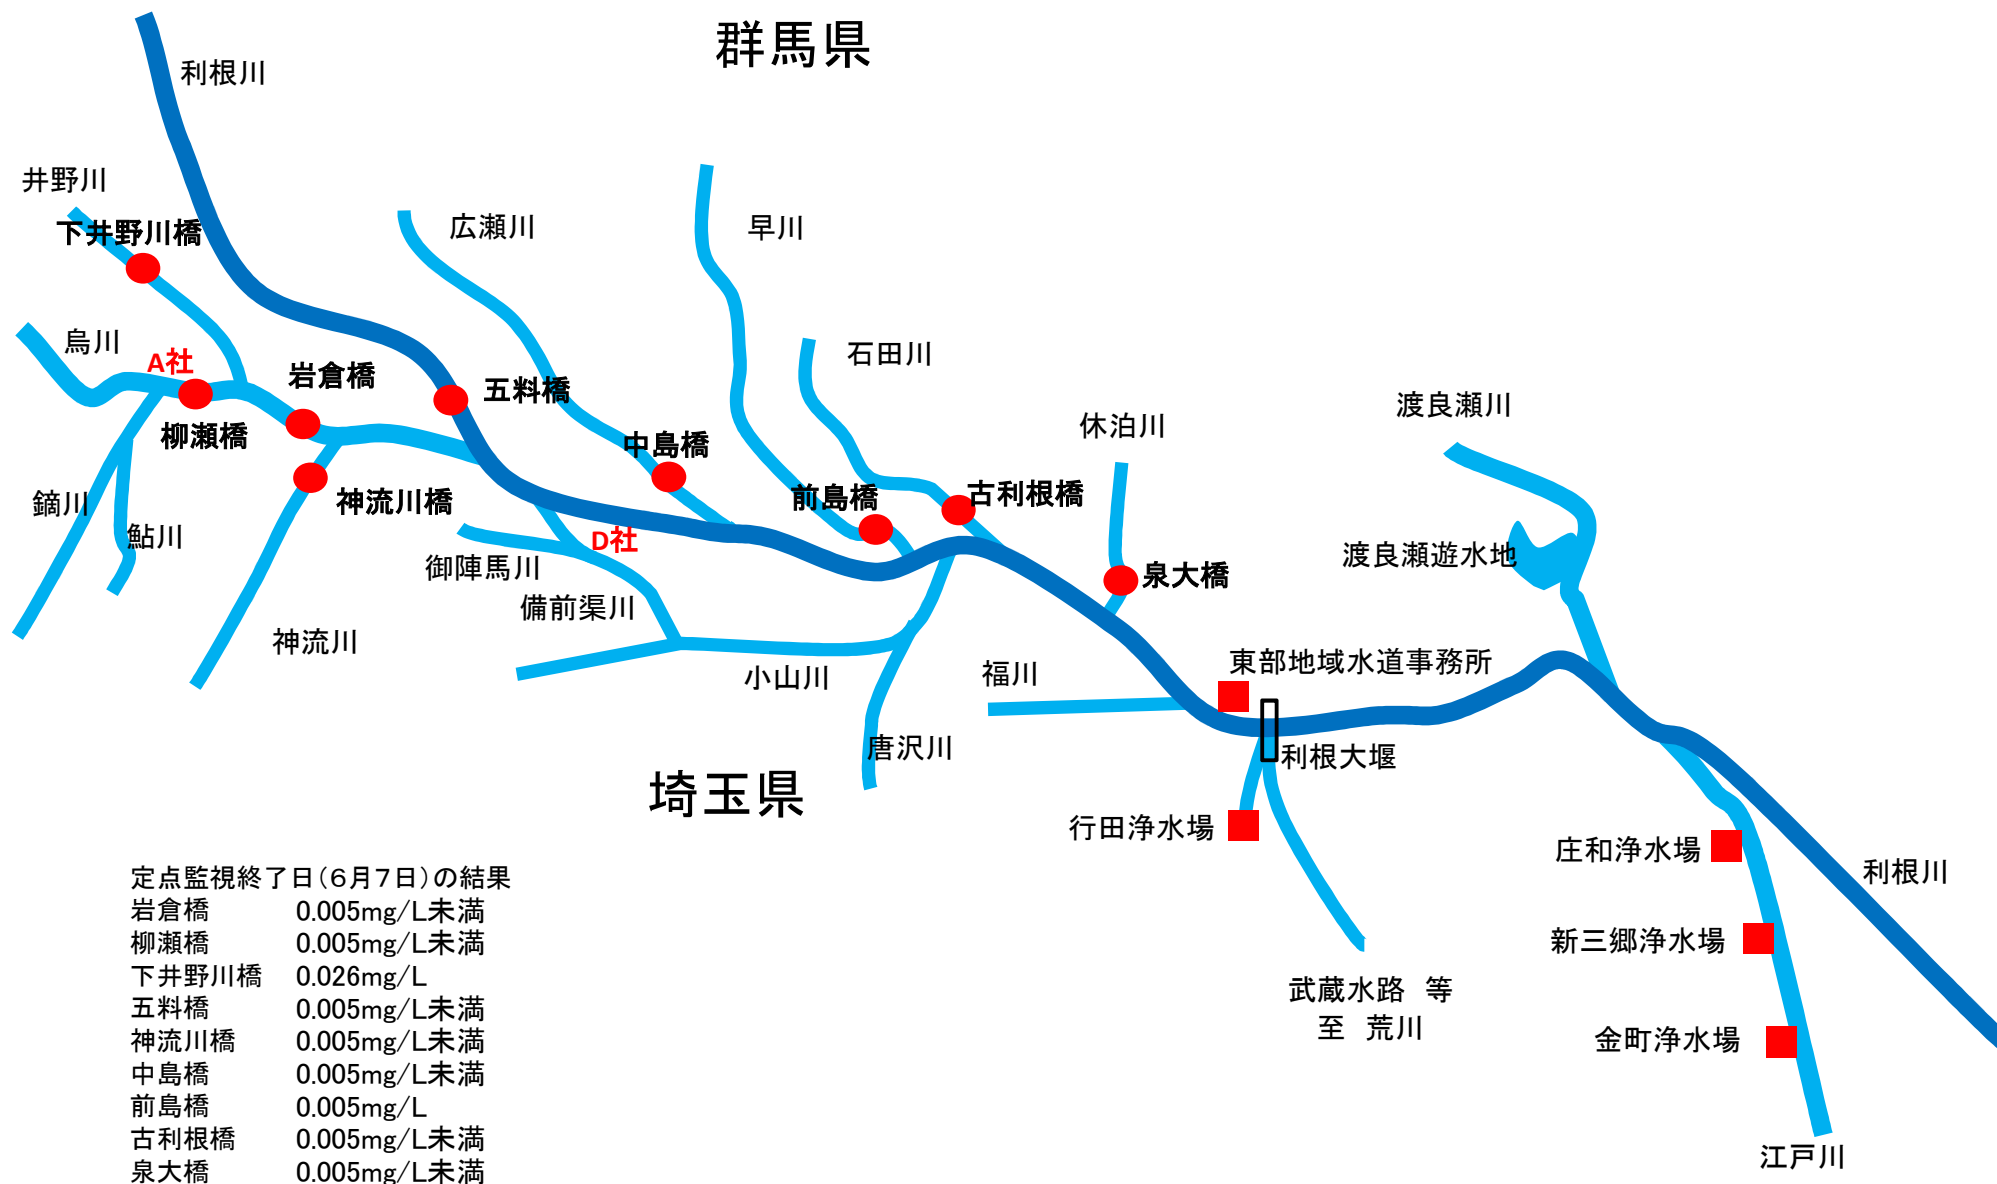 群馬県
利根川
井野川
下井野川橋
広瀬川
早川
烏川
A社
岩倉橋
五料橋
石田川
柳瀬橋
中島橋
休泊川
渡良瀬川
鏑川
神流川橋
前島橋
古利根橋
鮎川
D社
御陣馬川
泉大橋
渡良瀬遊水地
備前渠川
神流川
小山川
福川
東部地域水道事務所
唐沢川
利根大堰
埼玉県
行田浄水場
庄和浄水場
利根川
新三郷浄水場
武蔵水路 等
至 荒川
金町浄水場
江戸川
定点監視終了日(6月7日)の結果
岩倉橋 0.005mg/L未満
柳瀬橋 0.005mg/L未満
下井野川橋 0.026mg/L
五料橋 0.005mg/L未満
神流川橋 0.005mg/L未満
中島橋 0.005mg/L未満
前島橋 0.005mg/L
古利根橋 0.005mg/L未満
泉大橋 0.005mg/L未満